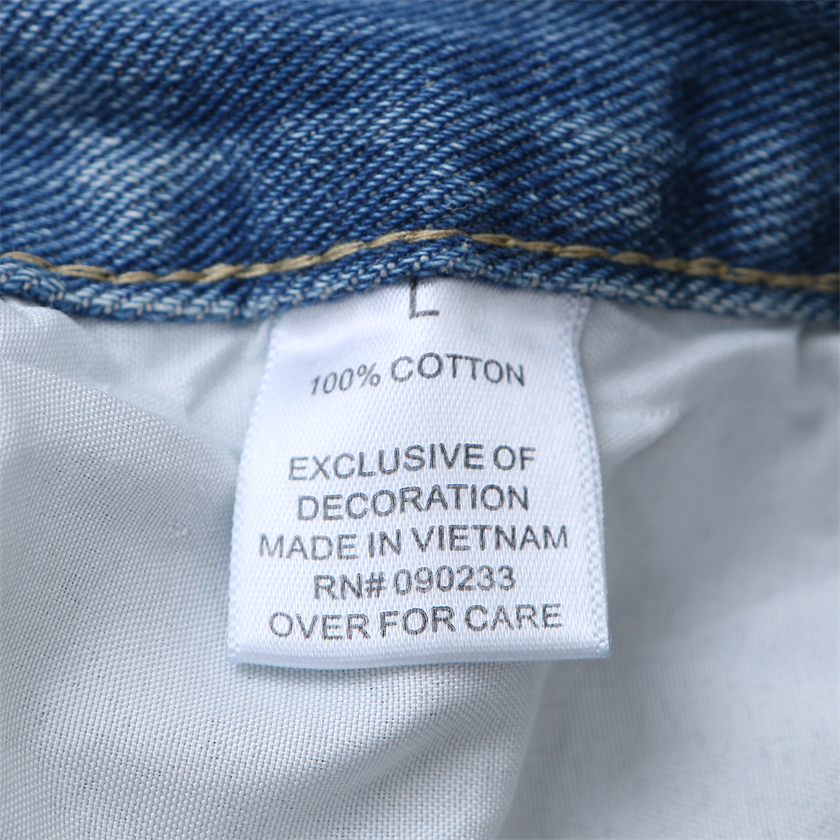 L
100% COTTON
EXCLUSIVE OF
DECORATION
MADE IN VIETNAM
RN# 090233
OVER FOR CARE